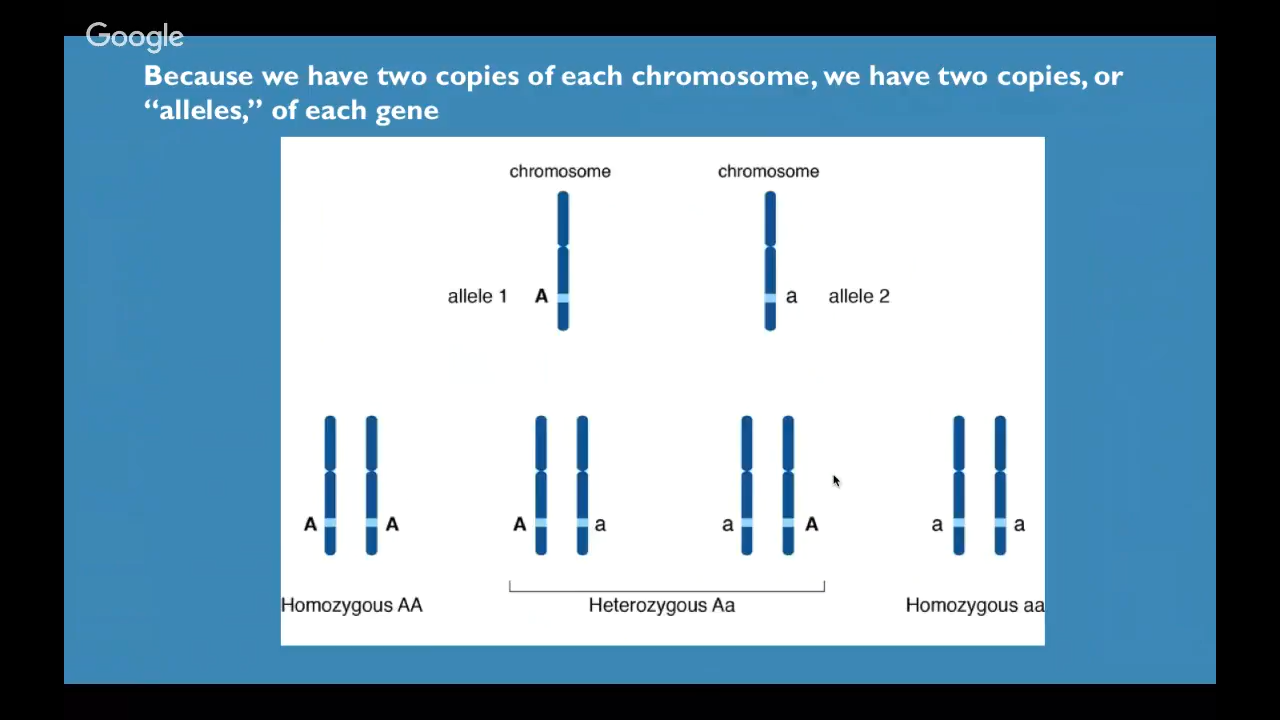 Google
Because we have two copies of each chromosome, we have two copies, or
“alleles,” of each gene
chromosome chromosome
allele 1 A a allele 2
A A A a a A a a
Homozygous AA Heterozygous Aa Homozygous aa